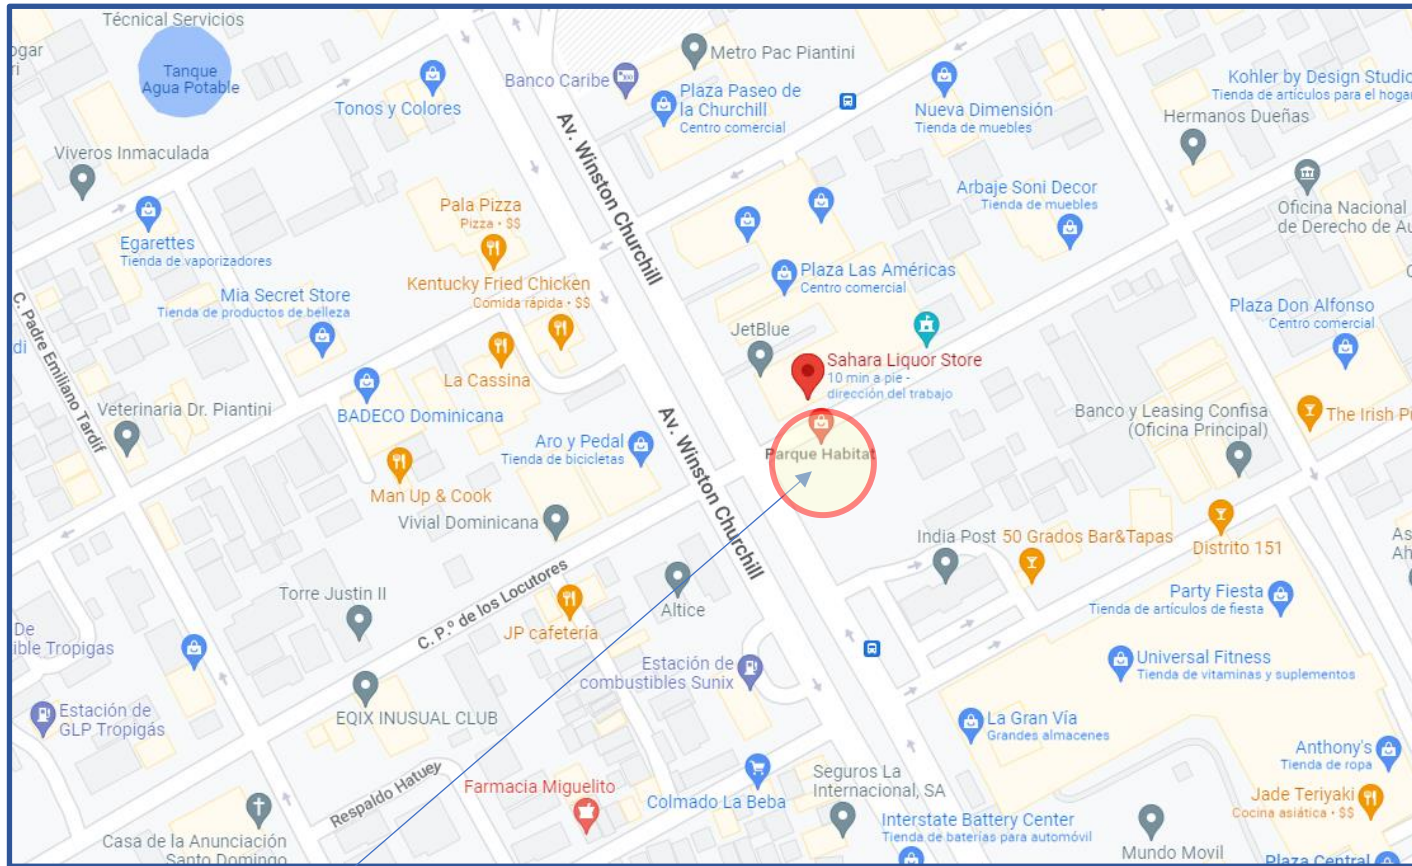 Técnical Servicios
ogar
ri
Tanque
Agua Potable
Tonos y Colores
Banco Caribe
Metro Pac Piantini
Plaza Paseo de
la Churchill
Centro comercial
Nueva Dimensión
Tienda de muebles
Kohler by Design Studio
Tienda de artículos para el hogar
Hermanos Dueñas
Av. Winston Churchill
Viveros Inmaculada
Egarettes
Tienda de vaporizadores
Pala Pizza
Pizza • $$
Kentucky Fried Chicken
Comida rápida • $$
Mia Secret Store
Tienda de productos de belleza
Arbaje Soni Decor
Tienda de muebles
Oficina Nacional
de Derecho de Au
Plaza Las Américas
Centro comercial
Plaza Don Alfonso
Centro comercial
C. Padre Emiliano Tardif
di
JetBlue
Sahara Liquor Store
10 min a pie -
dirección del trabajo
La Cassina
BADECO Dominicana
Veterinaria Dr. Piantini
Banco y Leasing Confisa
(Oficina Principal)
The Irish P
Aro y Pedal
Tienda de bicicletas
Av. Winston Churchill
Parque Habitat
Man Up & Cook
Vivial Dominicana
India Post
50 Grados Bar&Tapas
Distrito 151
As
Ah
Torre Justin II
C. P.º de los Locutores
Altice
JP cafetería
Party Fiesta
Tienda de artículos de fiesta
De
ible Tropigas
Estación de
combustibles Sunix
Universal Fitness
Tienda de vitaminas y suplementos
Estación de
GLP Tropigás
EQIX INUSUAL CLUB
La Gran Vía
Grandes almacenes
Anthony's
Tienda de ropa
Respaldo Hatuey
Farmacia Miguelito
Colmado La Beba
Seguros La
Internacional, SA
Jade Teriyaki
Cocina asiática • $$
Interstate Battery Center
Tienda de baterías para automóvil
Casa de la Anunciación
Santo Domingo
Mundo Movil
Plaza Central